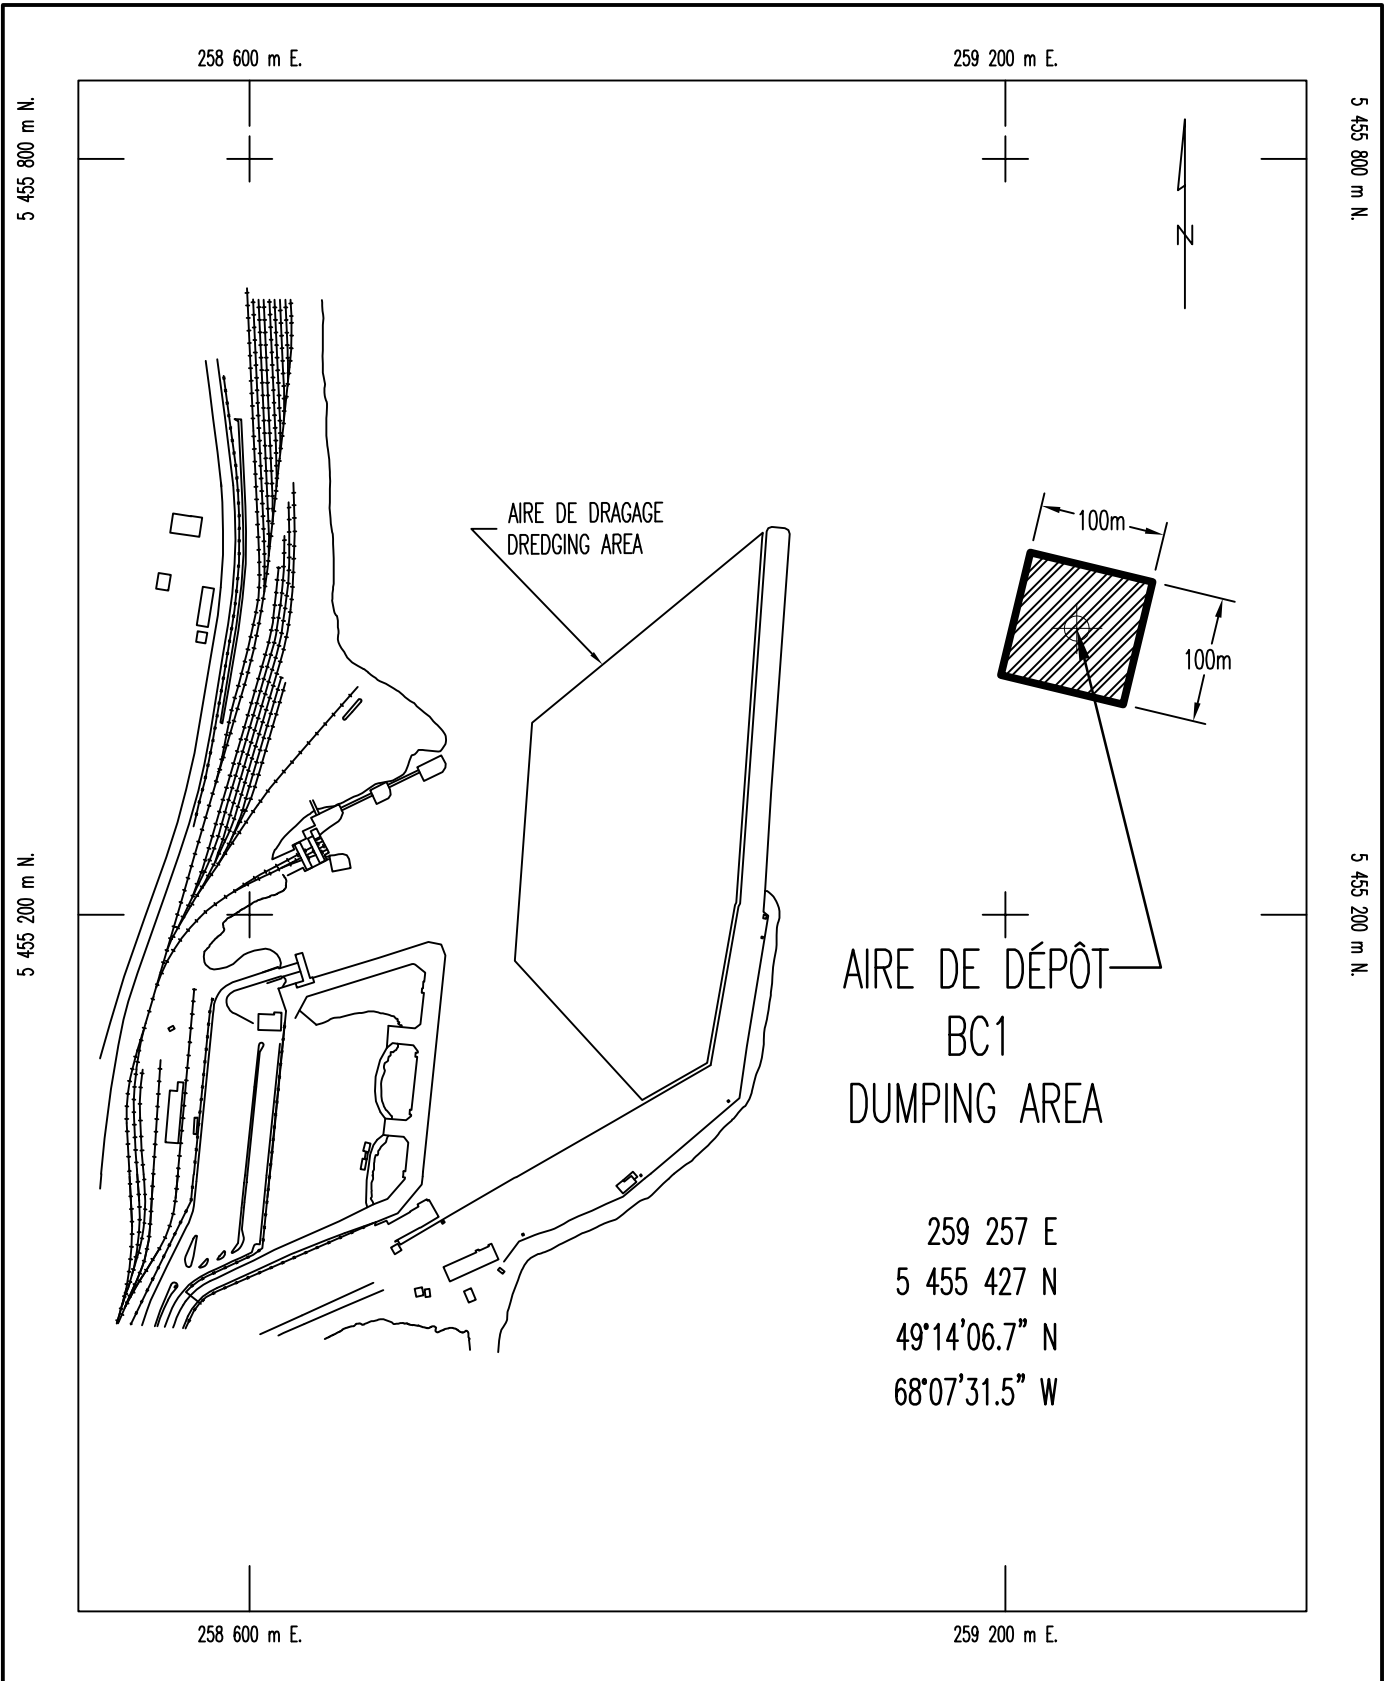 258 600 m E.
259 200 m E.
5 455 800 m N.
5 455 800 m N.
N
AIRE DE DRAGAGE
DREDGING AREA
100m
100m
5 455 200 m N.
5 455 200 m N.
AIRE DE DÉPÔT
BC1
DUMPING AREA
259 257 E
5 455 427 N
49°14'06.7" N
68°07'31.5" W
258 600 m E.
259 200 m E.